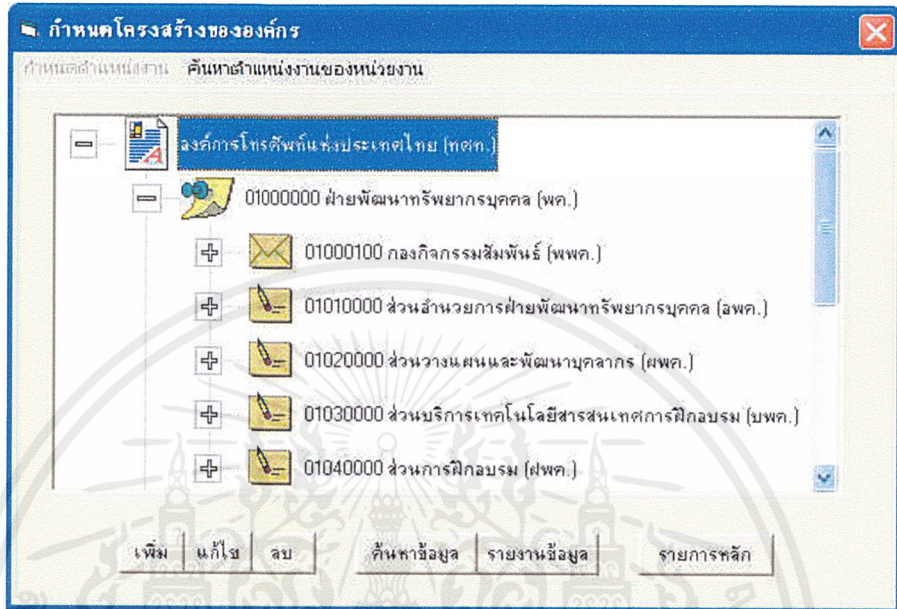 กำหนดโครงสร้างขององค์กร
กำหนดตำแหน่งงาน ค้นหาตำแหน่งงานของหน่วยงาน
องค์การโทรศัพท์แห่งประเทศไทย (ทศท.)
01000000 ฝ่ายพัฒนาทรัพยากรบุคคล (พค.)
01000100 กองกิจกรรมสัมพันธ์ (พพค.)
01010000 ส่วนอำนวยการฝ่ายพัฒนาทรัพยากรบุคคล (อพค.)
01020000 ส่วนวางแผนและพัฒนาบุคลากร (ผพค.)
01030000 ส่วนบริการเทคโนโลยีสารสนเทศการฝึกอบรม (บพค.)
01040000 ส่วนการฝึกอบรม (ฝพค.)
เพิ่ม แก้ไข ลบ ค้นหาข้อมูล รายงานข้อมูล รายการหลัก